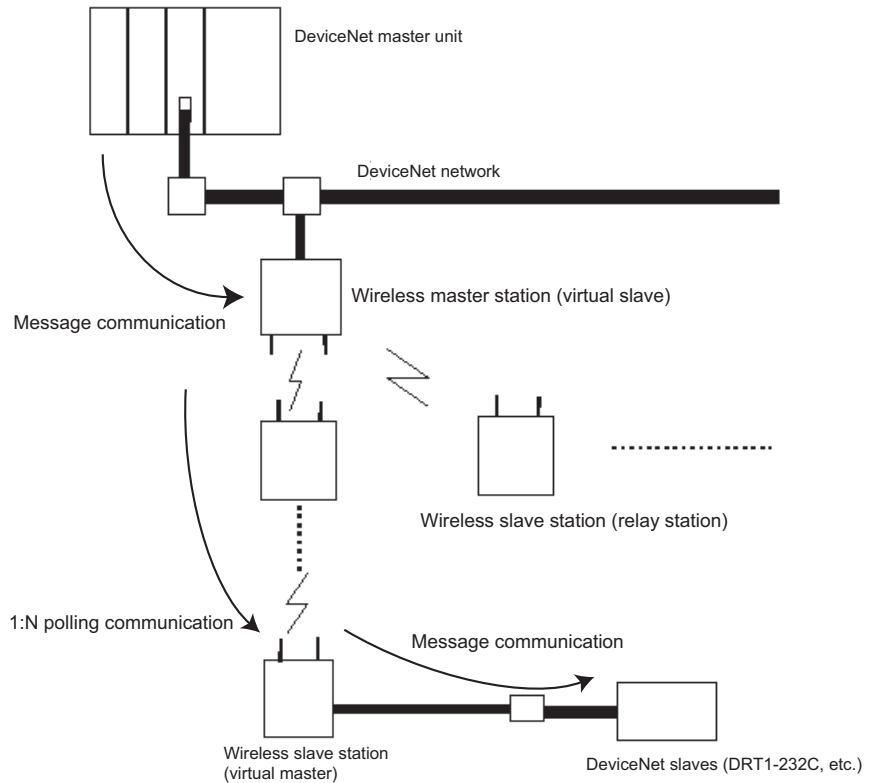 DeviceNet master unit
DeviceNet network
Wireless master station (virtual slave)
Message communication
Wireless slave station (relay station)
1:N polling communication
Message communication
Wireless slave station
(virtual master)
DeviceNet slaves (DRT1-232C, etc.)